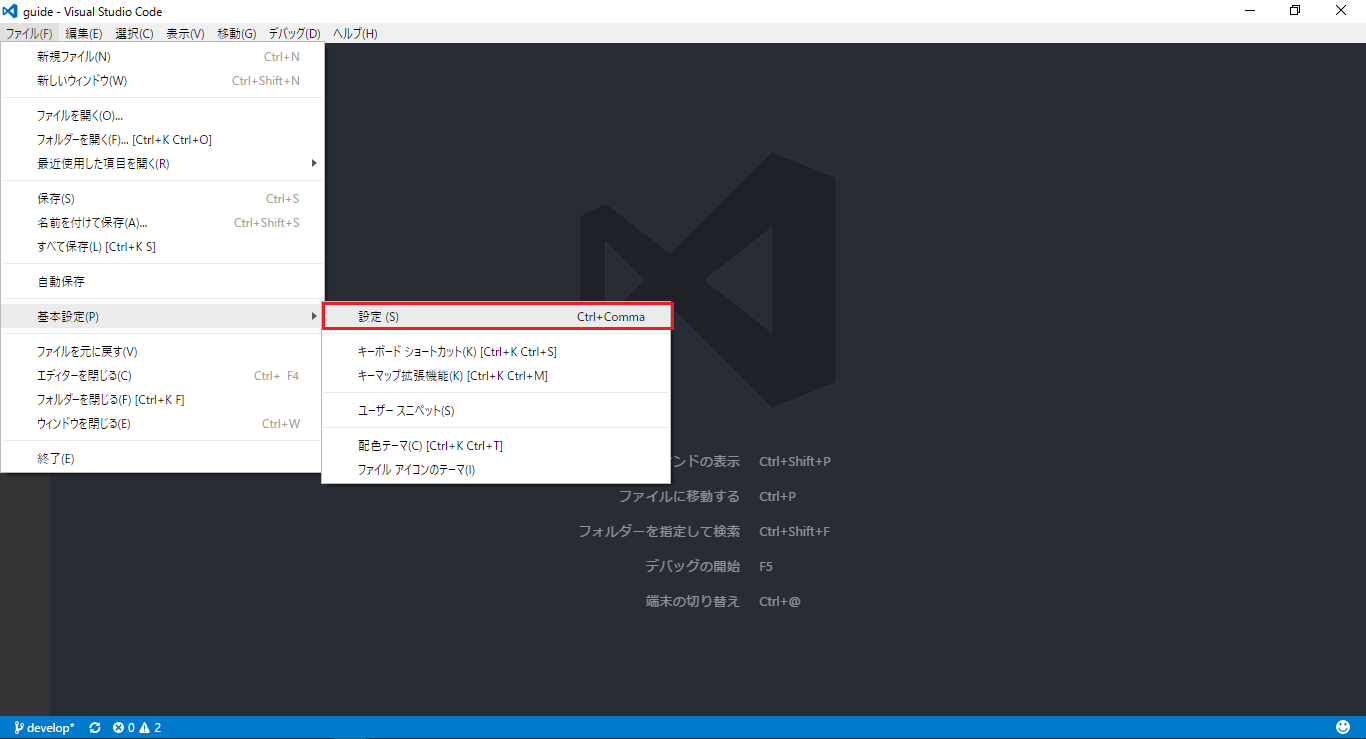 guide - Visual Studio Code
ファイル(F) 編集(E) 選択(C) 表示(V) 移動(G) デバッグ(D) ヘルプ(H)
新規ファイル(N) Ctrl+N
新しいウィンドウ(W) Ctrl+Shift+N
ファイルを開く(O)...
フォルダーを開く(F)... [Ctrl+K Ctrl+O]
最近使用した項目を開く(R)
保存(S) Ctrl+S
名前を付けて保存(A)... Ctrl+Shift+S
すべて保存(L) [Ctrl+K S]
自動保存
基本設定(P)
ファイルを元に戻す(V)
エディターを閉じる(C) Ctrl+ F4
フォルダーを閉じる(F) [Ctrl+K F]
ウィンドウを閉じる(E) Ctrl+W
終了(E)
設定 (S) Ctrl+Comma
キーボード ショートカット(K) [Ctrl+K Ctrl+S]
キーマップ拡張機能(K) [Ctrl+K Ctrl+M]
ユーザー スニペット(S)
配色テーマ(C) [Ctrl+K Ctrl+T]
ファイル アイコンのテーマ(I)
ンドの表示 Ctrl+Shift+P
ファイルに移動する Ctrl+P
フォルダーを指定して検索 Ctrl+Shift+F
デバッグの開始 F5
端末の切り替え Ctrl+@
develop* 0 2